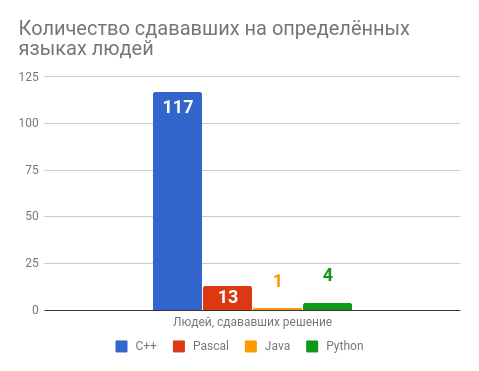 Количество сдававших на определённых
языках людей
125
100
75
50
25
0
117
13
1
4
Людей, сдававших решение
C++ Pascal Java Python